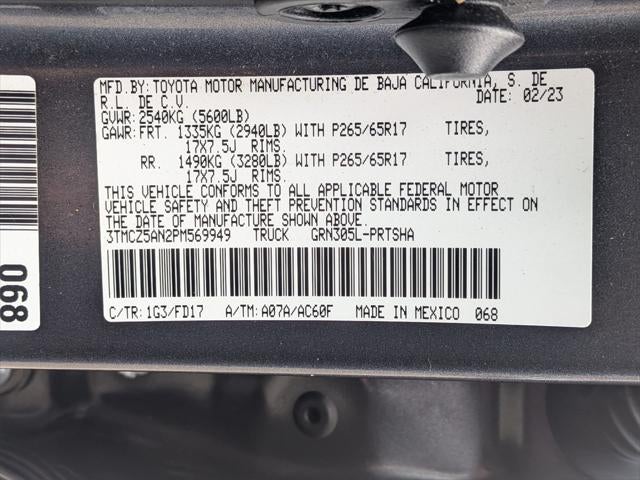 MFD.BY:TOYOTA MOTOR MANUFACTURING DE BAJA CALIFORNIA, S. DE
R.L. DE C.V. DATE: 02/23
GVWR:2540KG (5600LB)
GAWR:FRT. 1335KG (2940LB) WITH P265/65R17 TIRES,
17X7.5J RIMS.
RR. 1490KG (3280LB) WITH P265/65R17 TIRES,
17X7.5J RIMS.
THIS VEHICLE CONFORMS TO ALL APPLICABLE FEDERAL MOTOR
VEHICLE SAFETY AND THEFT PREVENTION STANDARDS IN EFFECT ON
THE DATE OF MANUFACTURE SHOWN ABOVE.
3TMCZ5AN2PM569949 TRUCK GRN305L-PRTSHA
C/TR:1G3/FD17 A/TM:A07A/AC60F MADE IN MEXICO 068
068